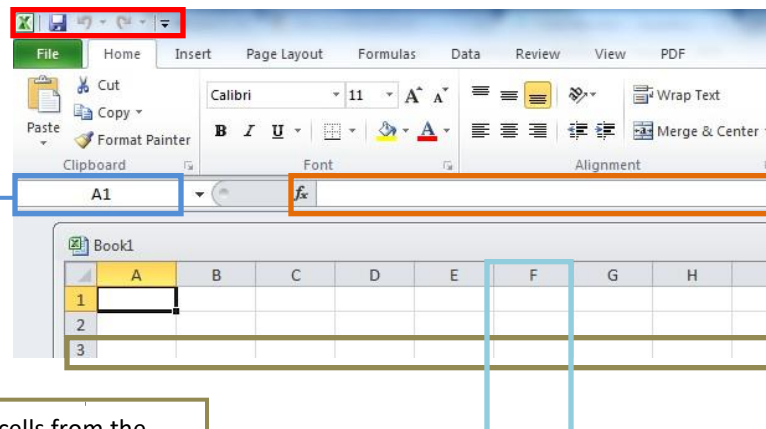 File Home Insert Page Layout Formulas Data Review View PDF
Cut
Calibri 11 A A Wrap Text
Copy
Paste Format Painter B I U A Merge & Center
Clipboard Font Alignment
A1 fx
Book1
A B C D E F G H
1
2
3
cells from the